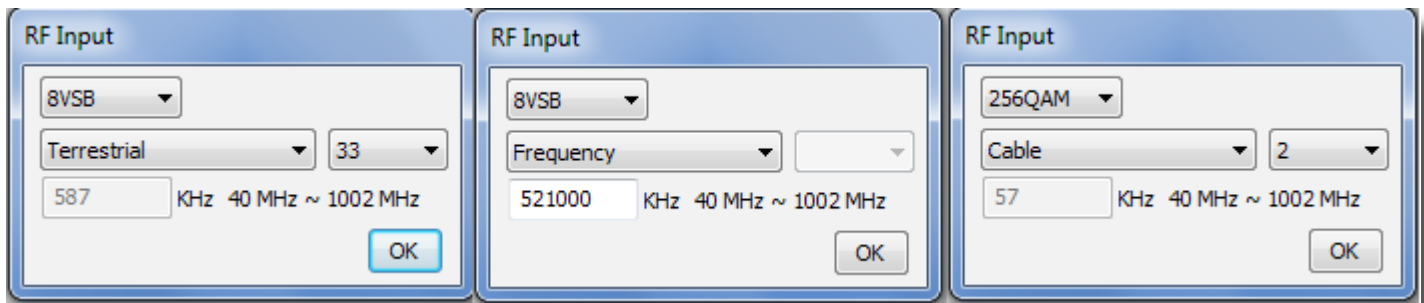 RF Input
8VSB
Terrestrial 33
587 KHz 40 MHz ~ 1002 MHz
OK
RF Input
8VSB
Frequency
521000 KHz 40 MHz ~ 1002 MHz
OK
RF Input
256QAM
Cable 2
57 KHz 40 MHz ~ 1002 MHz
OK